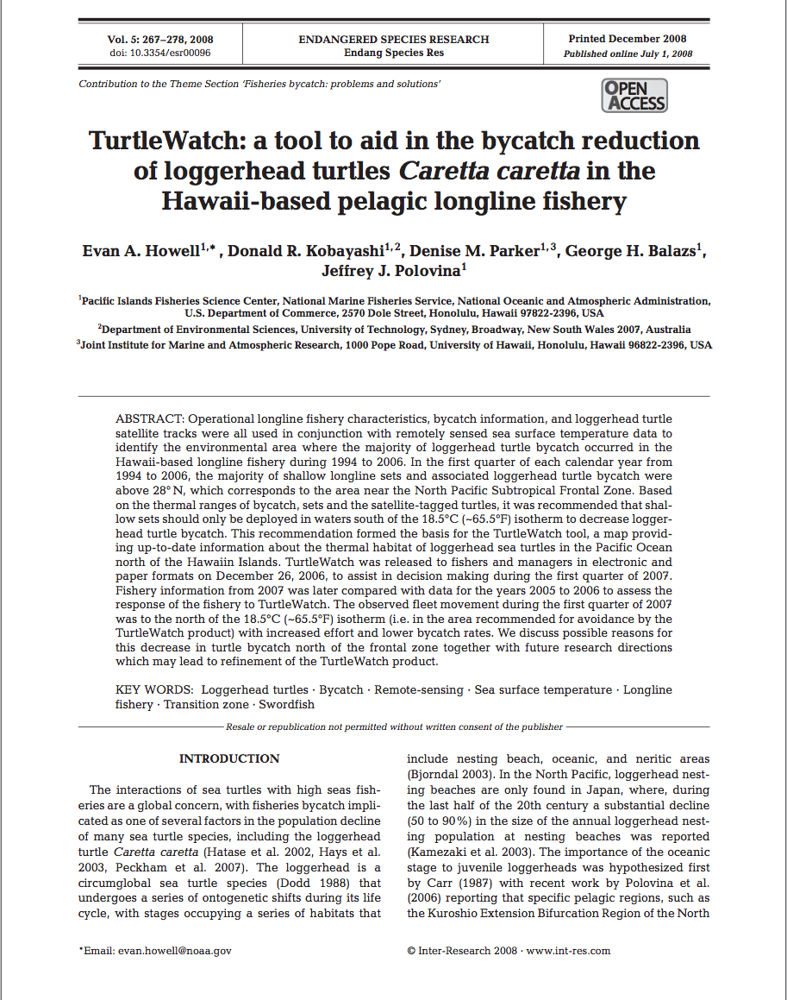 Vol. 5: 267–278, 2008
doi: 10.3354/esr00096
ENDANGERED SPECIES RESEARCH
Endang Species Res
Printed December 2008
Published online July 1, 2008
Contribution to the Theme Section ‘Fisheries bycatch: problems and solutions’
OPEN
ACCESS
TurtleWatch: a tool to aid in the bycatch reduction
of loggerhead turtles Caretta caretta in the
Hawaii-based pelagic longline fishery
Evan A. Howell1,*, Donald R. Kobayashi1,2, Denise M. Parker1,3, George H. Balazs1,
Jeffrey J. Polovina1
1Pacific Islands Fisheries Science Center, National Marine Fisheries Service, National Oceanic and Atmospheric Administration,
U.S. Department of Commerce, 2570 Dole Street, Honolulu, Hawaii 97822-2396, USA
2Department of Environmental Sciences, University of Technology, Sydney, Broadway, New South Wales 2007, Australia
3Joint Institute for Marine and Atmospheric Research, 1000 Pope Road, University of Hawaii, Honolulu, Hawaii 96822-2396, USA
ABSTRACT: Operational longline fishery characteristics, bycatch information, and loggerhead turtle
satellite tracks were all used in conjunction with remotely sensed sea surface temperature data to
identify the environmental area where the majority of loggerhead turtle bycatch occurred in the
Hawaii-based longline fishery during 1994 to 2006. In the first quarter of each calendar year from
1994 to 2006, the majority of shallow longline sets and associated loggerhead turtle bycatch were
above 28° N, which corresponds to the area near the North Pacific Subtropical Frontal Zone. Based
on the thermal ranges of bycatch, sets and the satellite-tagged turtles, it was recommended that shal-
low sets should only be deployed in waters south of the 18.5°C (~65.5°F) isotherm to decrease logger-
head turtle bycatch. This recommendation formed the basis for the TurtleWatch tool, a map provid-
ing up-to-date information about the thermal habitat of loggerhead sea turtles in the Pacific Ocean
north of the Hawaiin Islands. TurtleWatch was released to fishers and managers in electronic and
paper formats on December 26, 2006, to assist in decision making during the first quarter of 2007.
Fishery information from 2007 was later compared with data for the years 2005 to 2006 to assess the
response of the fishery to TurtleWatch. The observed fleet movement during the first quarter of 2007
was to the north of the 18.5°C (~65.5°F) isotherm (i.e. in the area recommended for avoidance by the
TurtleWatch product) with increased effort and lower bycatch rates. We discuss possible reasons for
this decrease in turtle bycatch north of the frontal zone together with future research directions
which may lead to refinement of the TurtleWatch product.
KEY WORDS: Loggerhead turtles · Bycatch · Remote-sensing · Sea surface temperature · Longline
fishery · Transition zone · Swordfish
Resale or republication not permitted without written consent of the publisher
INTRODUCTION
The interactions of sea turtles with high seas fish-
eries are a global concern, with fisheries bycatch impli-
cated as one of several factors in the population decline
of many sea turtle species, including the loggerhead
turtle Caretta caretta (Hatase et al. 2002, Hays et al.
2003, Peckham et al. 2007). The loggerhead is a
circumglobal sea turtle species (Dodd 1988) that
undergoes a series of ontogenetic shifts during its life
cycle, with stages occupying a series of habitats that
include nesting beach, oceanic, and neritic areas
(Bjorndal 2003). In the North Pacific, loggerhead nest-
ing beaches are only found in Japan, where, during
the last half of the 20th century a substantial decline
(50 to 90%) in the size of the annual loggerhead nest-
ing population at nesting beaches was reported
(Kamezaki et al. 2003). The importance of the oceanic
stage to juvenile loggerheads was hypothesized first
by Carr (1987) with recent work by Polovina et al.
(2006) reporting that specific pelagic regions, such as
the Kuroshio Extension Bifurcation Region of the North
*Email: evan.howell@noaa.gov
© Inter-Research 2008 · www.int-res.com